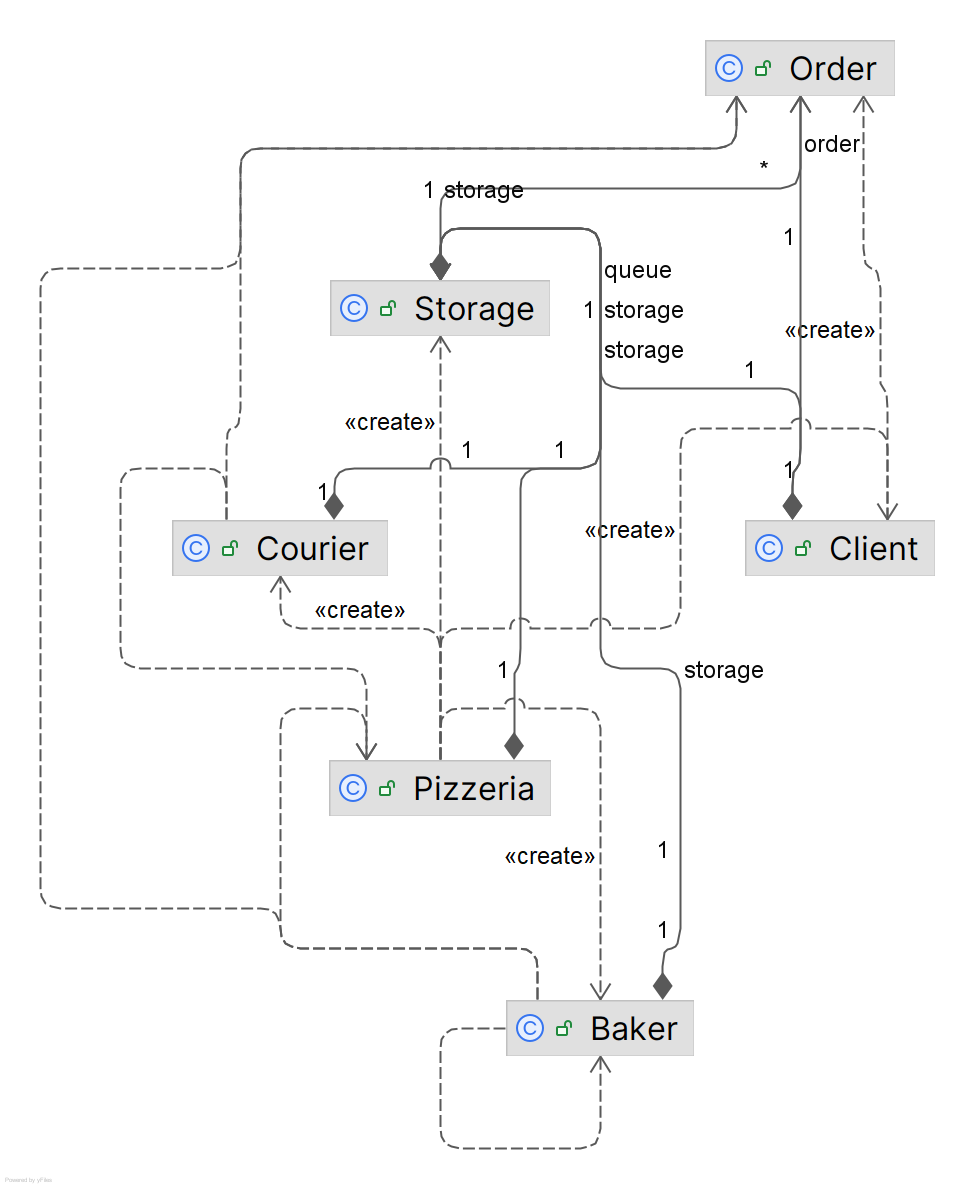 C Order
order
*
1 storage
1
queue
C Storage
1 storage
«create»
storage
1
«create»
1
1
1
1
«create»
C Courier
C Client
«create»
1
storage
C Pizzeria
1
«create»
1
C Baker
Powered by yFiles